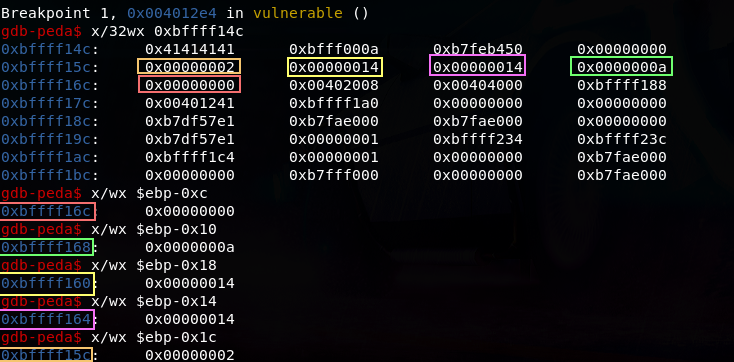 Breakpoint 1, 0x004012e4 in vulnerable ()
gdb-peda$ x/32wx 0xbffff14c
0xbffff14c: 0x41414141 0xbfff000a 0xb7feb450 0x00000000
0xbffff15c: 0x00000002 0x00000014 0x00000014 0x0000000a
0xbffff16c: 0x00000000 0x00402008 0x00404000 0xbffff188
0xbffff17c: 0x00401241 0xbffff1a0 0x00000000 0x00000000
0xbffff18c: 0xb7df57e1 0xb7fae000 0xb7fae000 0x00000000
0xbffff19c: 0xb7df57e1 0x00000001 0xbffff234 0xbffff23c
0xbffff1ac: 0xbffff1c4 0x00000001 0x00000000 0xb7fae000
0xbffff1bc: 0x00000000 0xb7fff000 0x00000000 0xb7fae000
gdb-peda$ x/wx $ebp-0xc
0xbffff16c: 0x00000000
gdb-peda$ x/wx $ebp-0x10
0xbffff168: 0x0000000a
gdb-peda$ x/wx $ebp-0x18
0xbffff160: 0x00000014
gdb-peda$ x/wx $ebp-0x14
0xbffff164: 0x00000014
gdb-peda$ x/wx $ebp-0x1c
0xbffff15c: 0x00000002